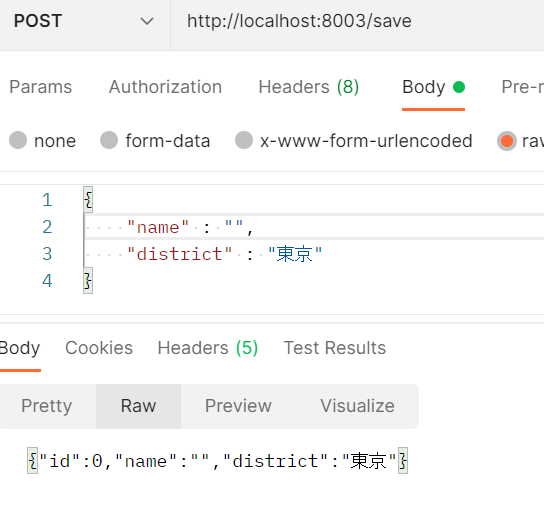 POST http://localhost:8003/save
Params Authorization Headers (8) Body Pre-r
none form-data x-www-form-urlencoded raw
1 {
2 "name" : "",
3 "district" : "東京"
4 }
Body Cookies Headers (5) Test Results
Pretty Raw Preview Visualize
{"id":0,"name":"","district":"東京"}